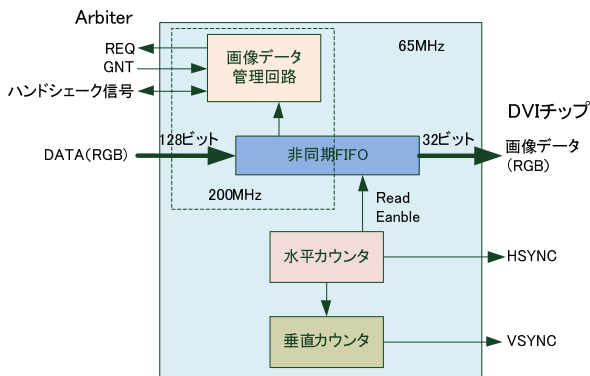 Arbiter
REQ
GNT
ハンドシェーク信号
DATA(RGB)
画像データ
管理回路
65MHz
128ビット
非同期FIFO
32ビット
200MHz
Read
Eanble
DVIチップ
画像データ
(RGB)
水平カウンタ
HSYNC
垂直カウンタ
VSYNC